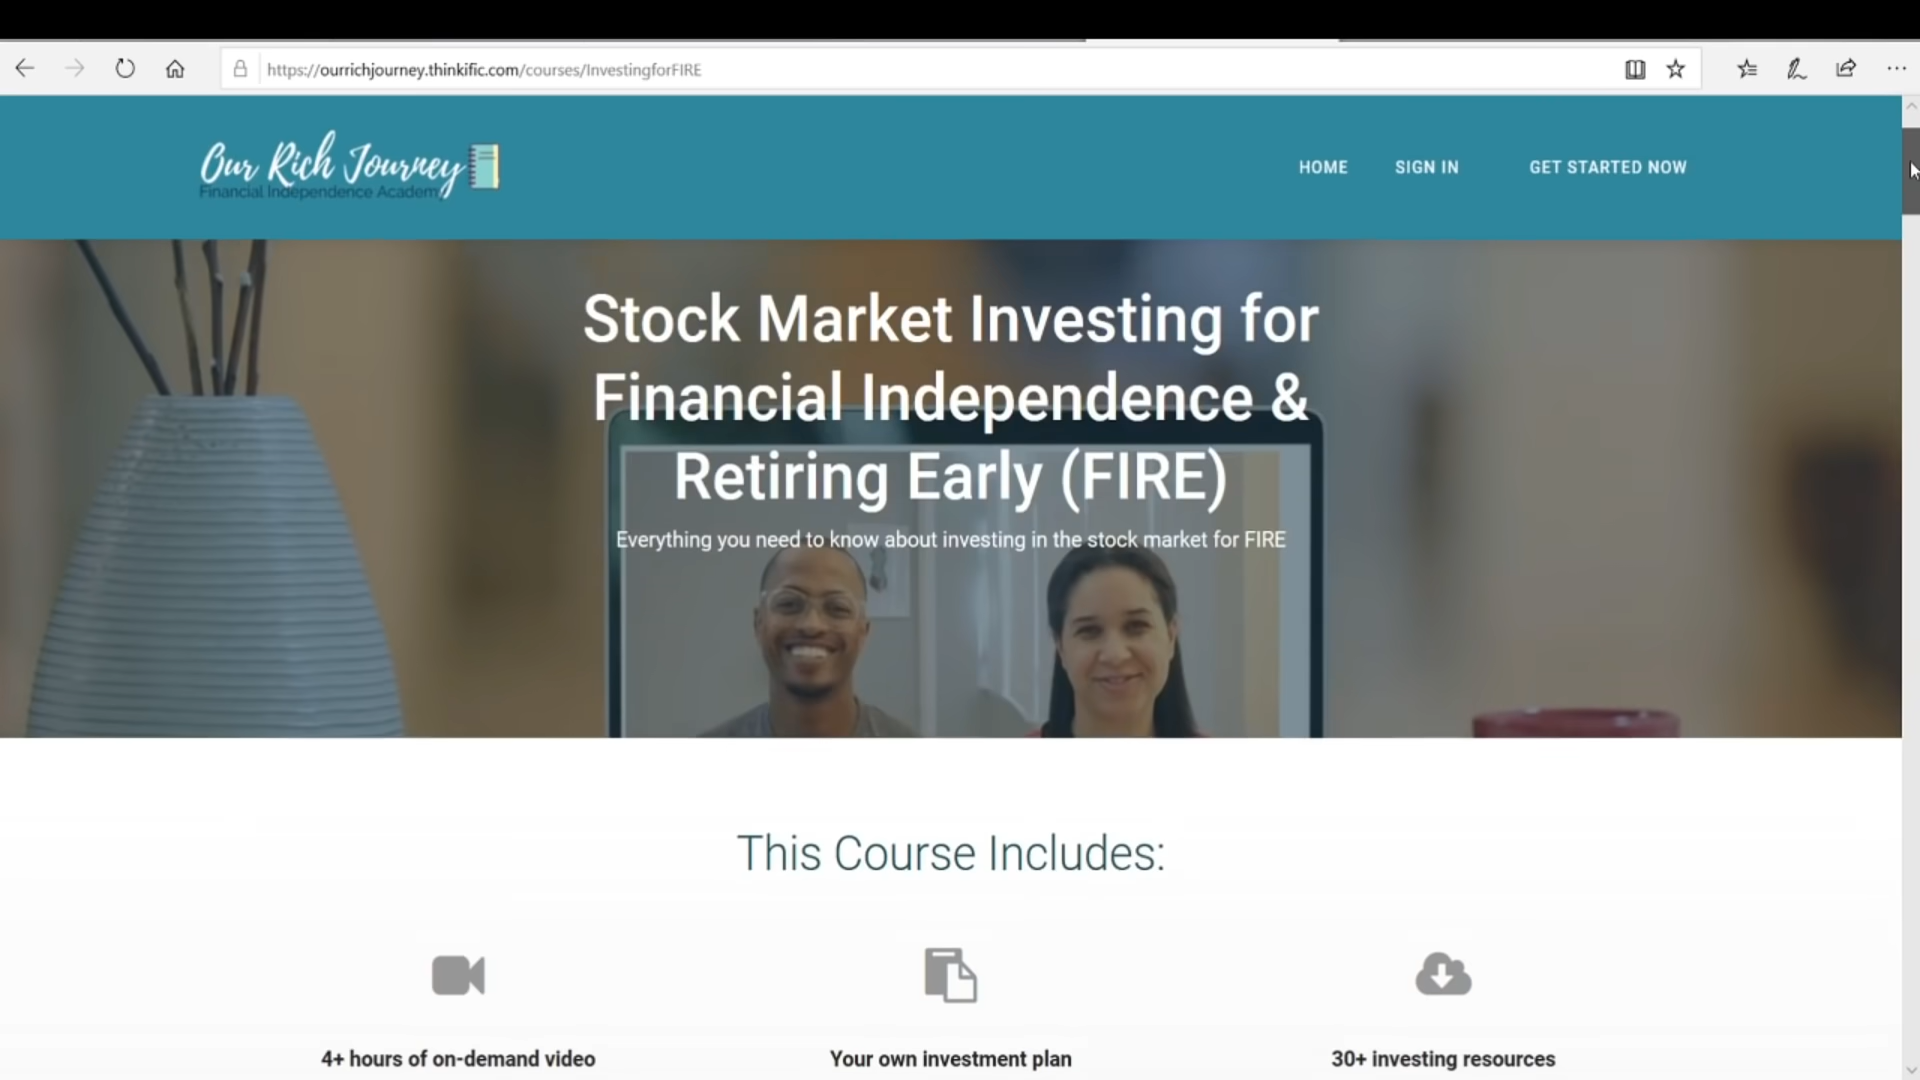 https://ourrichjourney.thinkific.com/courses/InvestingforFIRE
Our Rich Journey
Financial Independence Academy
HOME
SIGN IN
GET STARTED NOW
Stock Market Investing for
Financial Independence &
Retiring Early (FIRE)
Everything you need to know about investing in the stock market for FIRE
This Course Includes:
4+ hours of on-demand video
Your own investment plan
30+ investing resources